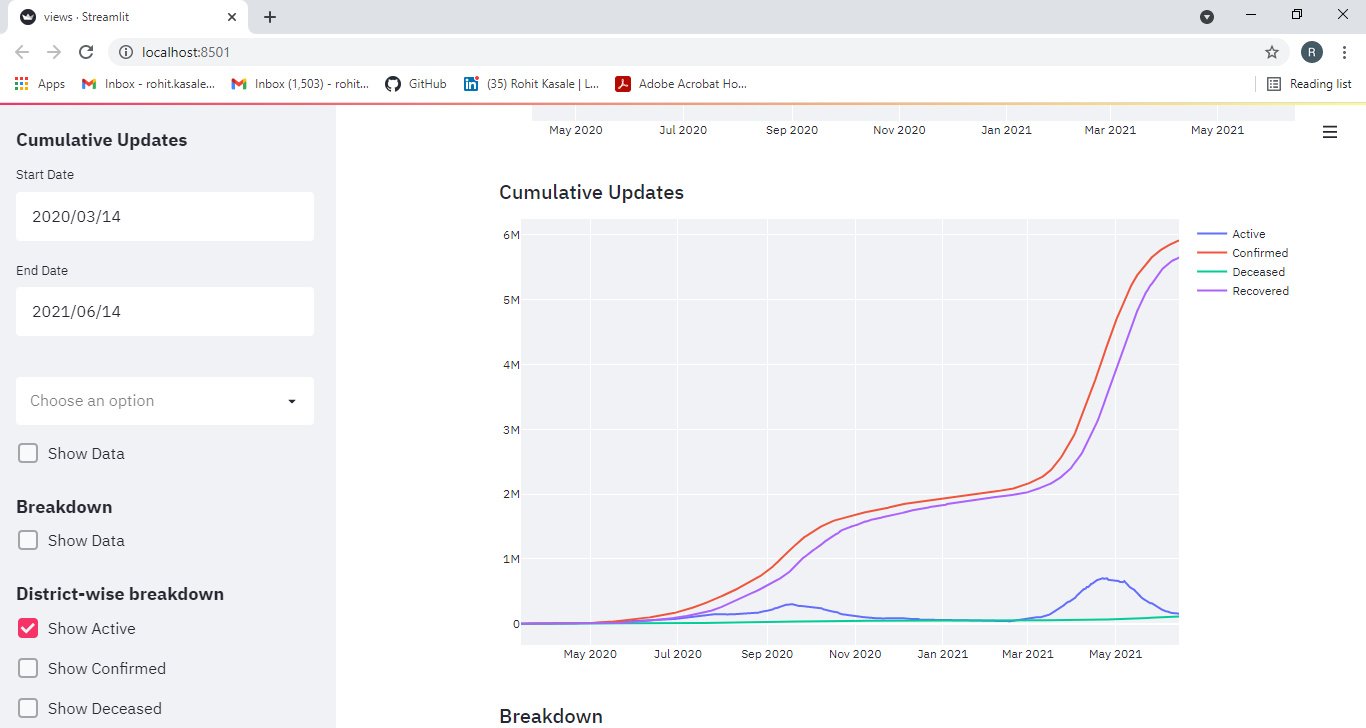 views · Streamlit
localhost:8501
R
Apps
Inbox - rohit.kasale...
Inbox (1,503) - rohit...
GitHub
(35) Rohit Kasale | L...
Adobe Acrobat Ho...
Reading list
Cumulative Updates
Start Date
2020/03/14
End Date
2021/06/14
Choose an option
Show Data
Breakdown
Show Data
District-wise breakdown
Show Active
Show Confirmed
Show Deceased
May 2020 Jul 2020 Sep 2020 Nov 2020 Jan 2021 Mar 2021 May 2021
Cumulative Updates
6M
5M
4M
3M
2M
1M
0
May 2020 Jul 2020 Sep 2020 Nov 2020 Jan 2021 Mar 2021 May 2021
Active
Confirmed
Deceased
Recovered
Breakdown